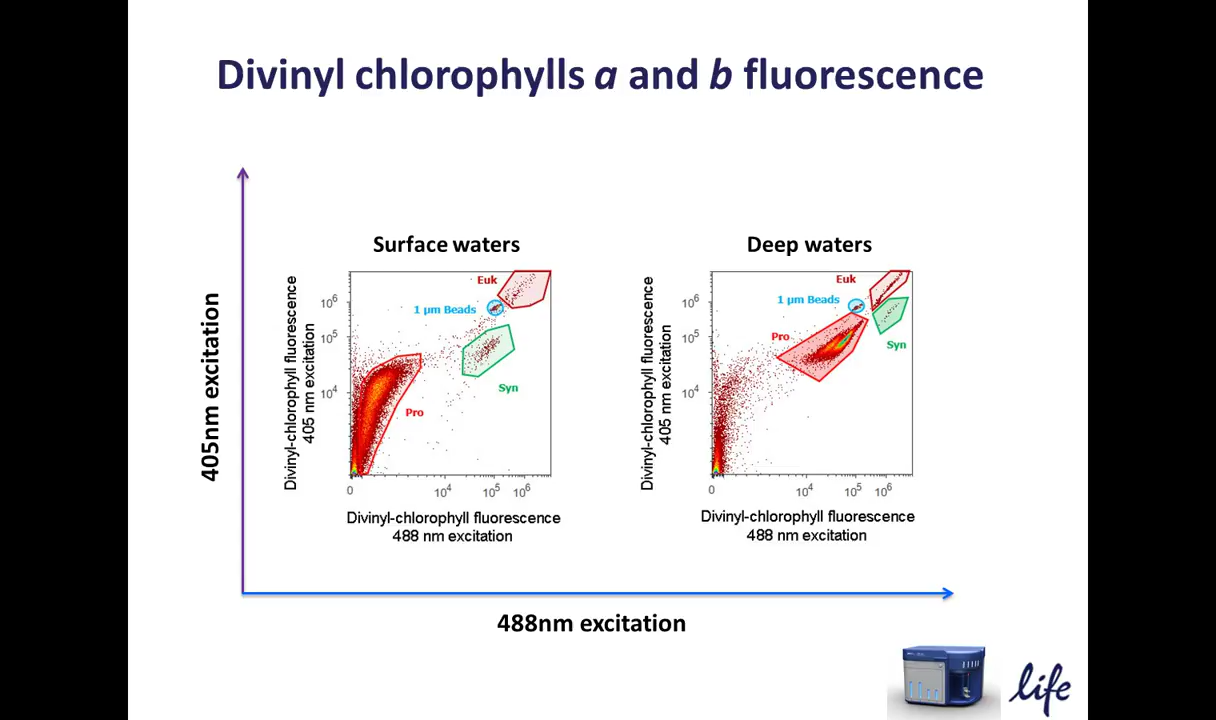 Divinyl chlorophylls a and b fluorescence
405nm excitation
Surface waters
Divinyl-chlorophyll fluorescence
405 nm excitation
10⁶
10⁵
10⁴
Euk
1 µm Beads
Syn
Pro
0
10⁴
10⁵
10⁶
Divinyl-chlorophyll fluorescence
488 nm excitation
Deep waters
Divinyl-chlorophyll fluorescence
405 nm excitation
10⁶
10⁵
10⁴
Euk
1 µm Beads
Pro
Syn
0
10⁴
10⁵
10⁶
Divinyl-chlorophyll fluorescence
488 nm excitation
488nm excitation
life